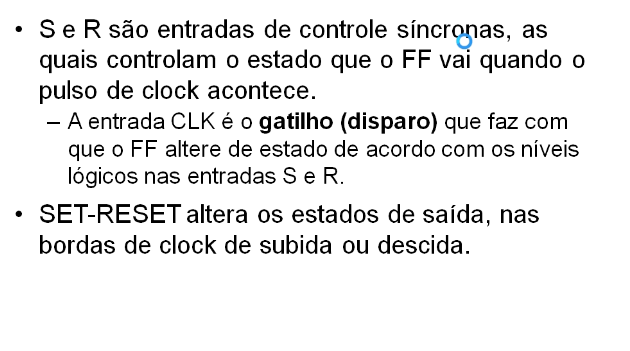 • S e R são entradas de controle síncronas, as
quais controlam o estado que o FF vai quando o
pulso de clock acontece.
– A entrada CLK é o gatilho (disparo) que faz com
que o FF altere de estado de acordo com os níveis
lógicos nas entradas S e R.
• SET-RESET altera os estados de saída, nas
bordas de clock de subida ou descida.